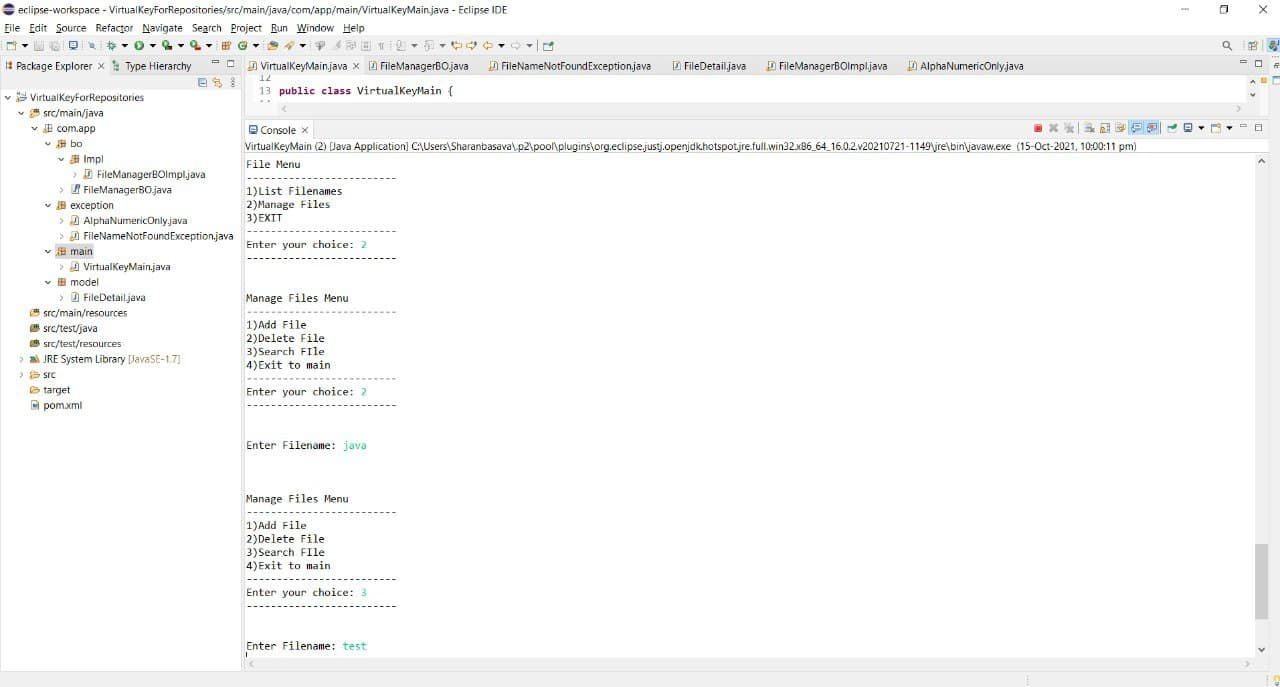 eclipse-workspace - VirtualKeyForRepositories/src/main/java/com/app/main/VirtualKeyMain.java - Eclipse IDE
File Edit Source Refactor Navigate Search Project Run Window Help
Package Explorer Type Hierarchy
VirtualKeyForRepositories
src/main/java
com.app
bo
Impl
FileManagerBOImpl.java
FileManagerBO.java
exception
AlphaNumericOnly.java
FileNameNotFoundException.java
main
VirtualKeyMain.java
model
FileDetail.java
src/main/resources
src/test/java
src/test/resources
JRE System Library [JavaSE-1.7]
src
target
pom.xml
VirtualKeyMain.java FileManagerBO.java FileNameNotFoundException.java FileDetail.java FileManagerBOImpl.java AlphaNumericOnly.java
12
13 public class VirtualKeyMain {
Console
VirtualKeyMain (2) [Java Application] C:\Users\Sharanbasava\.p2\pool\plugins\org.eclipse.justj.openjdk.hotspot.jre.full.win32.x86_64_16.0.2.v20210721-1149\jre\bin\javaw.exe (15-Oct-2021, 10:00:11 pm)
File Menu
-------------------------
1)List Filenames
2)Manage Files
3)EXIT
-------------------------
Enter your choice: 2
-------------------------
Manage Files Menu
-------------------------
1)Add File
2)Delete File
3)Search FIle
4)Exit to main
-------------------------
Enter your choice: 2
-------------------------
Enter Filename: java
Manage Files Menu
-------------------------
1)Add File
2)Delete File
3)Search FIle
4)Exit to main
-------------------------
Enter your choice: 3
-------------------------
Enter Filename: test